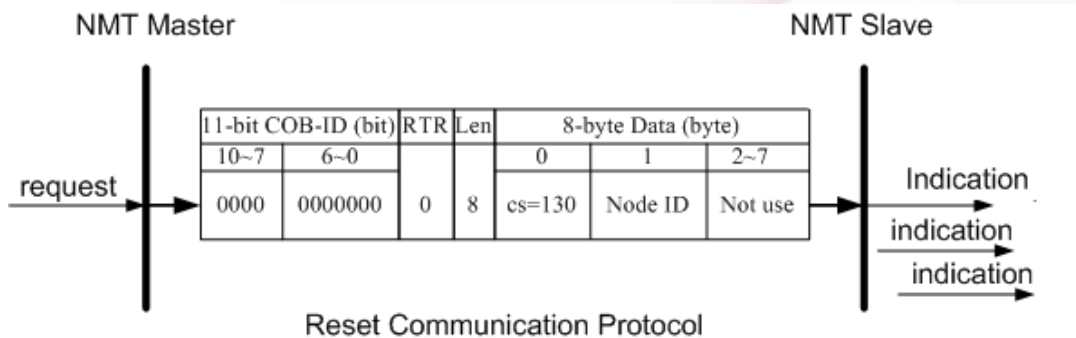 NMT Master
NMT Slave
11-bit COB-ID (bit) RTR Len 8-byte Data (byte)
10~7 6~0 0 1 2~7
request
0000 0000000 0 8 cs=130 Node ID Not use
Indication
indication
indication
Reset Communication Protocol